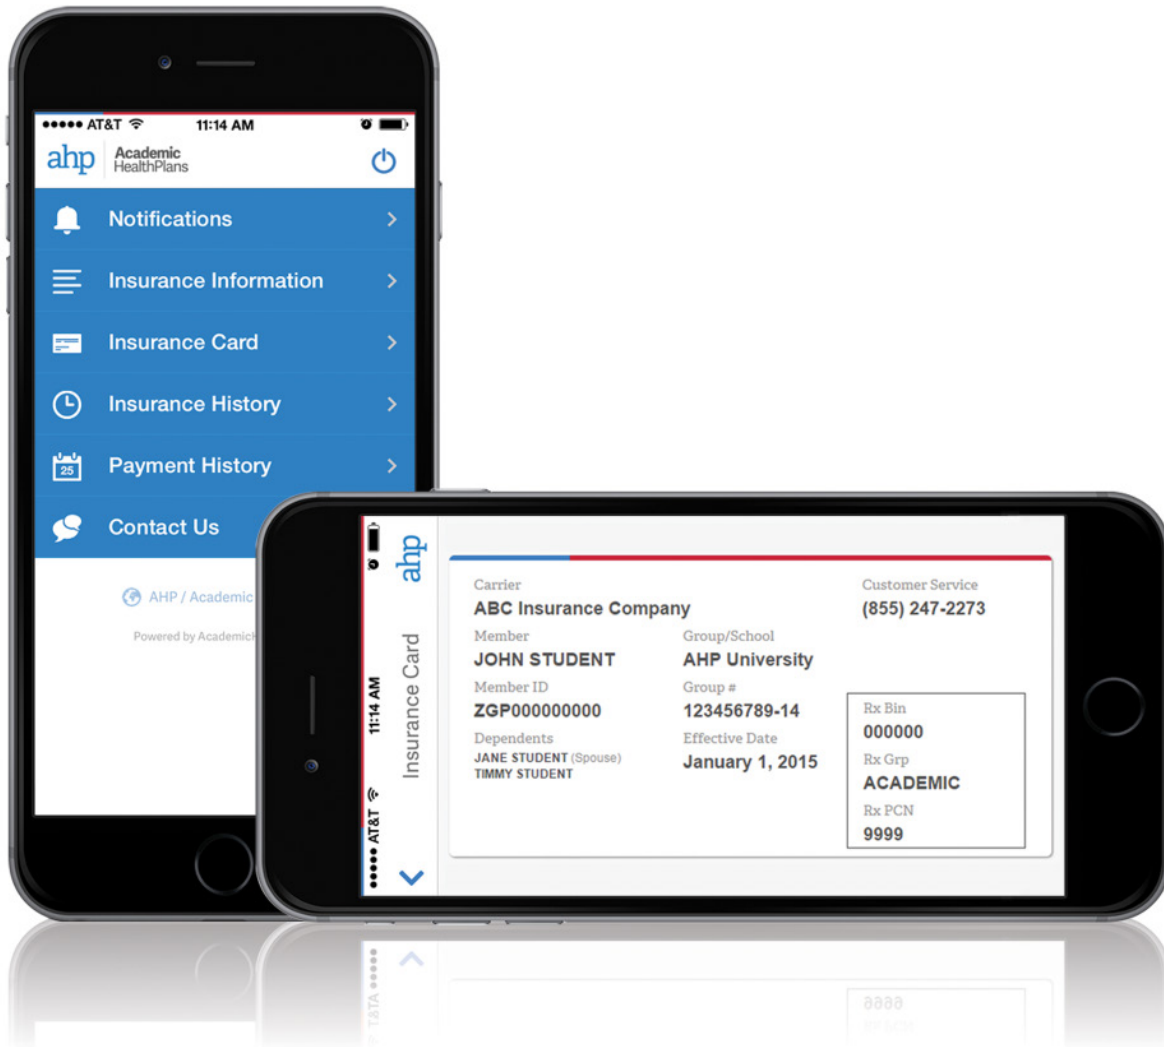 AT&T 11:14 AM
ahp Academic
HealthPlans
Notifications
Insurance Information
Insurance Card
Insurance History
25
Payment History
Contact Us
AHP / Academic
Powered by
AT&T 11:14 AM
Insurance Card ahp
Carrier
ABC Insurance Company
Customer Service
(855) 247-2273
Member
JOHN STUDENT
Group/School
AHP University
Member ID
ZGP000000000
Group #
123456789-14
Dependents
JANE STUDENT (Spouse)
TIMMY STUDENT
Effective Date
January 1, 2015
Rx Bin
000000
Rx Grp
ACADEMIC
Rx PCN
9999